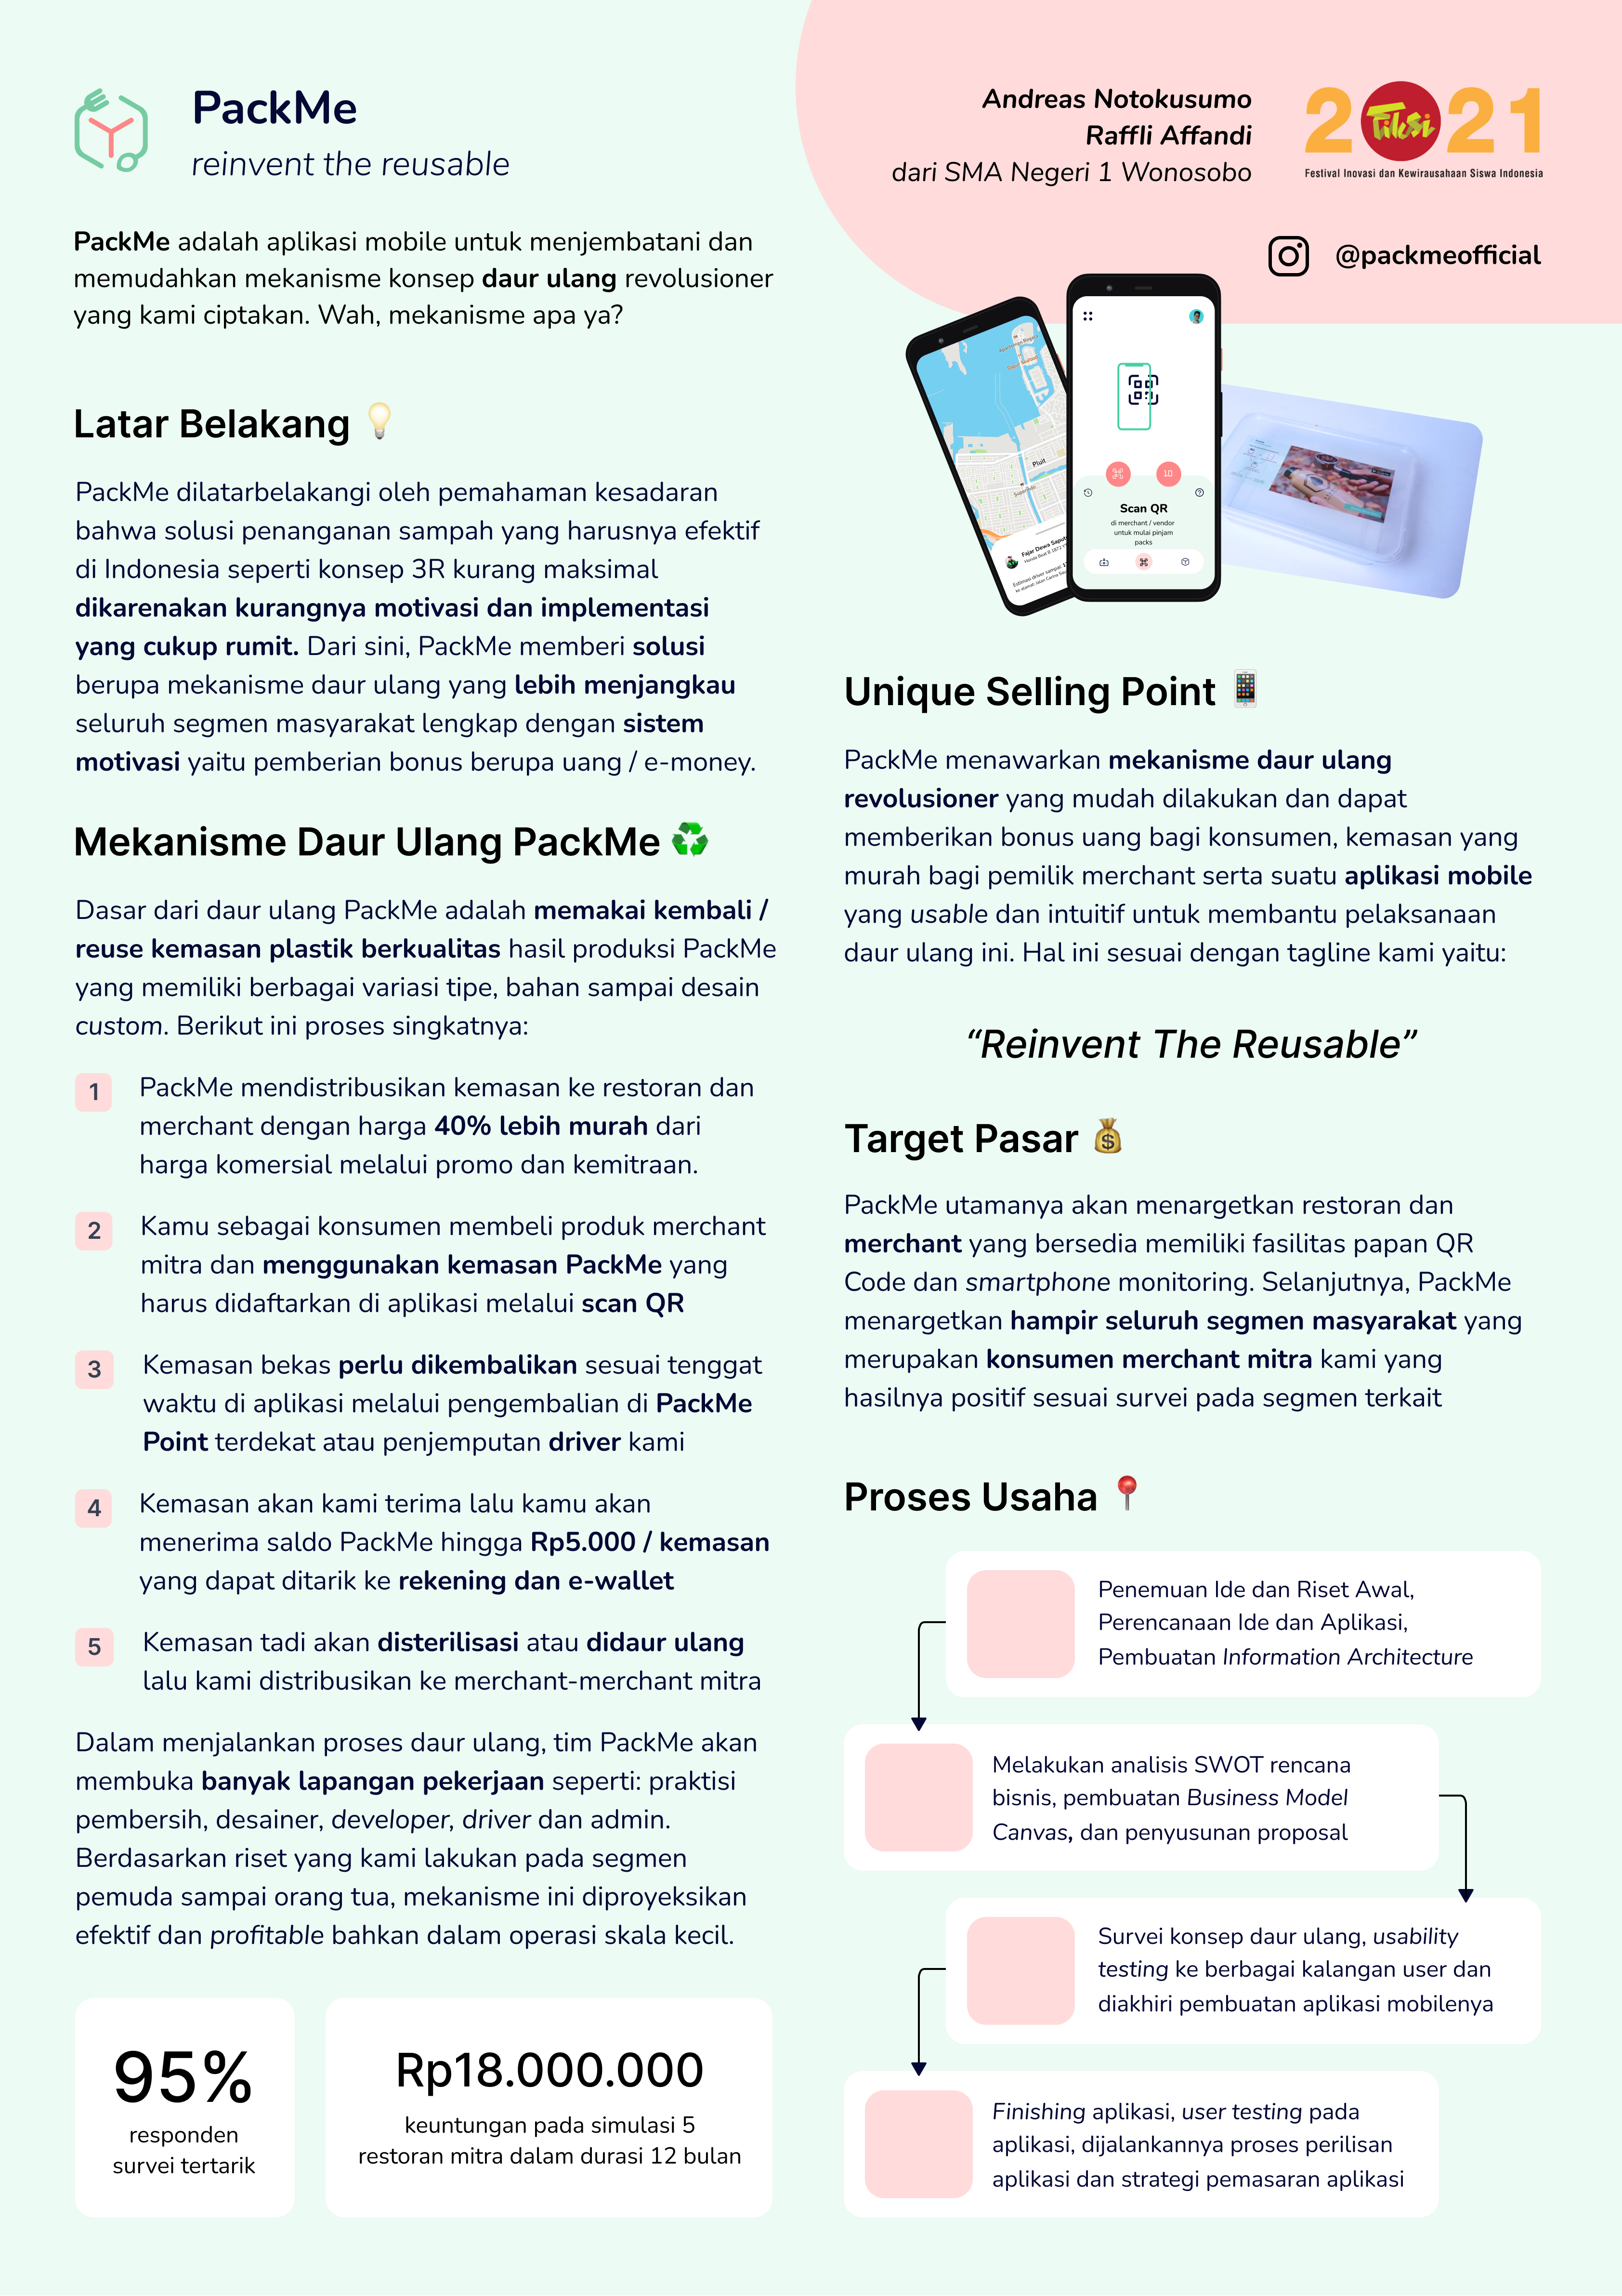 PackMe
reinvent the reusable
Andreas Notokusumo
Raffli Affandi
dari SMA Negeri 1 Wonosobo
2 Fiksi 21
Festival Inovasi dan Kewirausahaan Siswa Indonesia
@packmeofficial
PackMe adalah aplikasi mobile untuk menjembatani dan
memudahkan mekanisme konsep daur ulang revolusioner
yang kami ciptakan. Wah, mekanisme apa ya?
Latar Belakang
PackMe dilatarbelakangi oleh pemahaman kesadaran
bahwa solusi penanganan sampah yang harusnya efektif
di Indonesia seperti konsep 3R kurang maksimal
dikarenakan kurangnya motivasi dan implementasi
yang cukup rumit. Dari sini, PackMe memberi solusi
berupa mekanisme daur ulang yang lebih menjangkau
seluruh segmen masyarakat lengkap dengan sistem
motivasi yaitu pemberian bonus berupa uang / e-money.
Mekanisme Daur Ulang PackMe
Dasar dari daur ulang PackMe adalah memakai kembali /
reuse kemasan plastik berkualitas hasil produksi PackMe
yang memiliki berbagai variasi tipe, bahan sampai desain
custom. Berikut ini proses singkatnya:
1 PackMe mendistribusikan kemasan ke restoran dan
merchant dengan harga 40% lebih murah dari
harga komersial melalui promo dan kemitraan.
2 Kamu sebagai konsumen membeli produk merchant
mitra dan menggunakan kemasan PackMe yang
harus didaftarkan di aplikasi melalui scan QR
3 Kemasan bekas perlu dikembalikan sesuai tenggat
waktu di aplikasi melalui pengembalian di PackMe
Point terdekat atau penjemputan driver kami
4 Kemasan akan kami terima lalu kamu akan
menerima saldo PackMe hingga Rp5.000 / kemasan
yang dapat ditarik ke rekening dan e-wallet
5 Kemasan tadi akan disterilisasi atau didaur ulang
lalu kami distribusikan ke merchant-merchant mitra
Dalam menjalankan proses daur ulang, tim PackMe akan
membuka banyak lapangan pekerjaan seperti: praktisi
pembersih, desainer, developer, driver dan admin.
Berdasarkan riset yang kami lakukan pada segmen
pemuda sampai orang tua, mekanisme ini diproyeksikan
efektif dan profitable bahkan dalam operasi skala kecil.
95%
responden
survei tertarik
Rp18.000.000
keuntungan pada simulasi 5
restoran mitra dalam durasi 12 bulan
Pluit
Fajar Dewa
Scan QR
di merchant / vendor
untuk mulai pinjam
packs
Unique Selling Point
PackMe menawarkan mekanisme daur ulang
revolusioner yang mudah dilakukan dan dapat
memberikan bonus uang bagi konsumen, kemasan yang
murah bagi pemilik merchant serta suatu aplikasi mobile
yang usable dan intuitif untuk membantu pelaksanaan
daur ulang ini. Hal ini sesuai dengan tagline kami yaitu:
“Reinvent The Reusable”
Target Pasar
PackMe utamanya akan menargetkan restoran dan
merchant yang bersedia memiliki fasilitas papan QR
Code dan smartphone monitoring. Selanjutnya, PackMe
menargetkan hampir seluruh segmen masyarakat yang
merupakan konsumen merchant mitra kami yang
hasilnya positif sesuai survei pada segmen terkait
Proses Usaha
Penemuan Ide dan Riset Awal,
Perencanaan Ide dan Aplikasi,
Pembuatan Information Architecture
Melakukan analisis SWOT rencana
bisnis, pembuatan Business Model
Canvas, dan penyusunan proposal
Survei konsep daur ulang, usability
testing ke berbagai kalangan user dan
diakhiri pembuatan aplikasi mobilenya
Finishing aplikasi, user testing pada
aplikasi, dijalankannya proses perilisan
aplikasi dan strategi pemasaran aplikasi